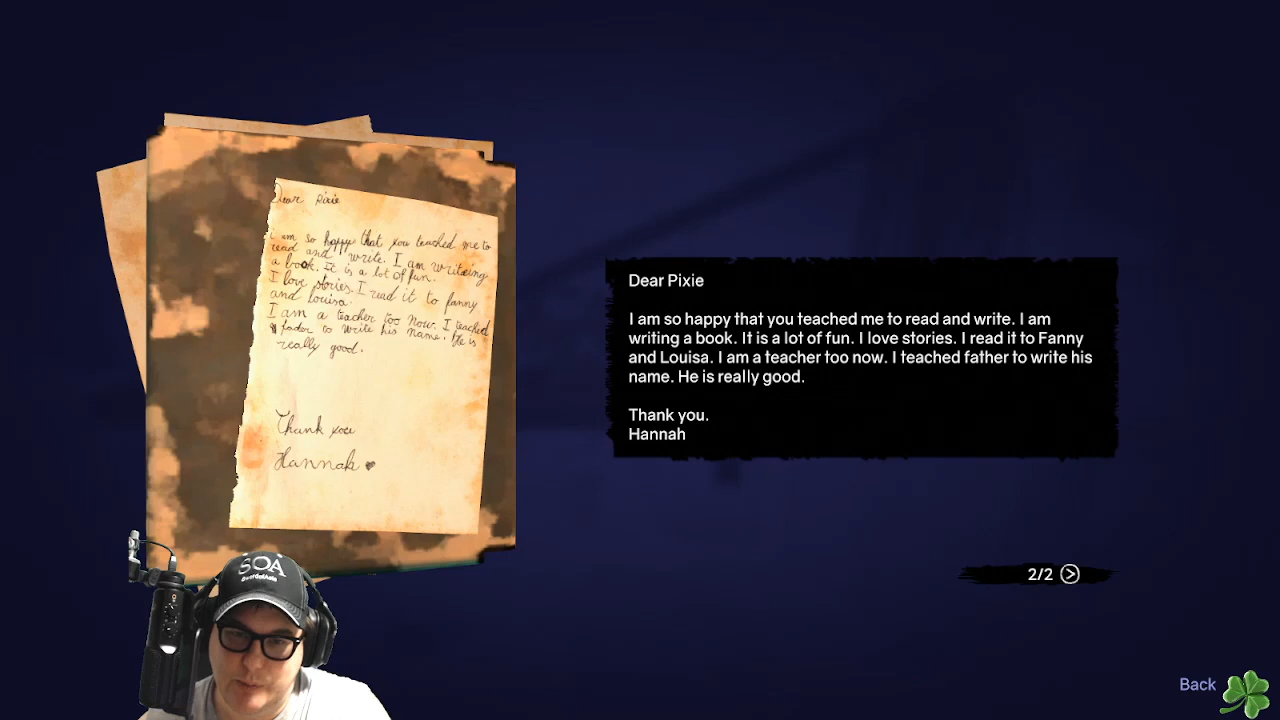 Dear Pixie
I am so happy that you teached me to
read and write. I am writeing
a book. It is a lot of fun.
I love stories. I read it to fanny
and Louisa.
I am a teacher too now. I teached
fader to write his name. He is
really good.
Thank you
Hannah
Dear Pixie
I am so happy that you teached me to read and write. I am
writing a book. It is a lot of fun. I love stories. I read it to Fanny
and Louisa. I am a teacher too now. I teached father to write his
name. He is really good.
Thank you.
Hannah
2/2
SOA
Back